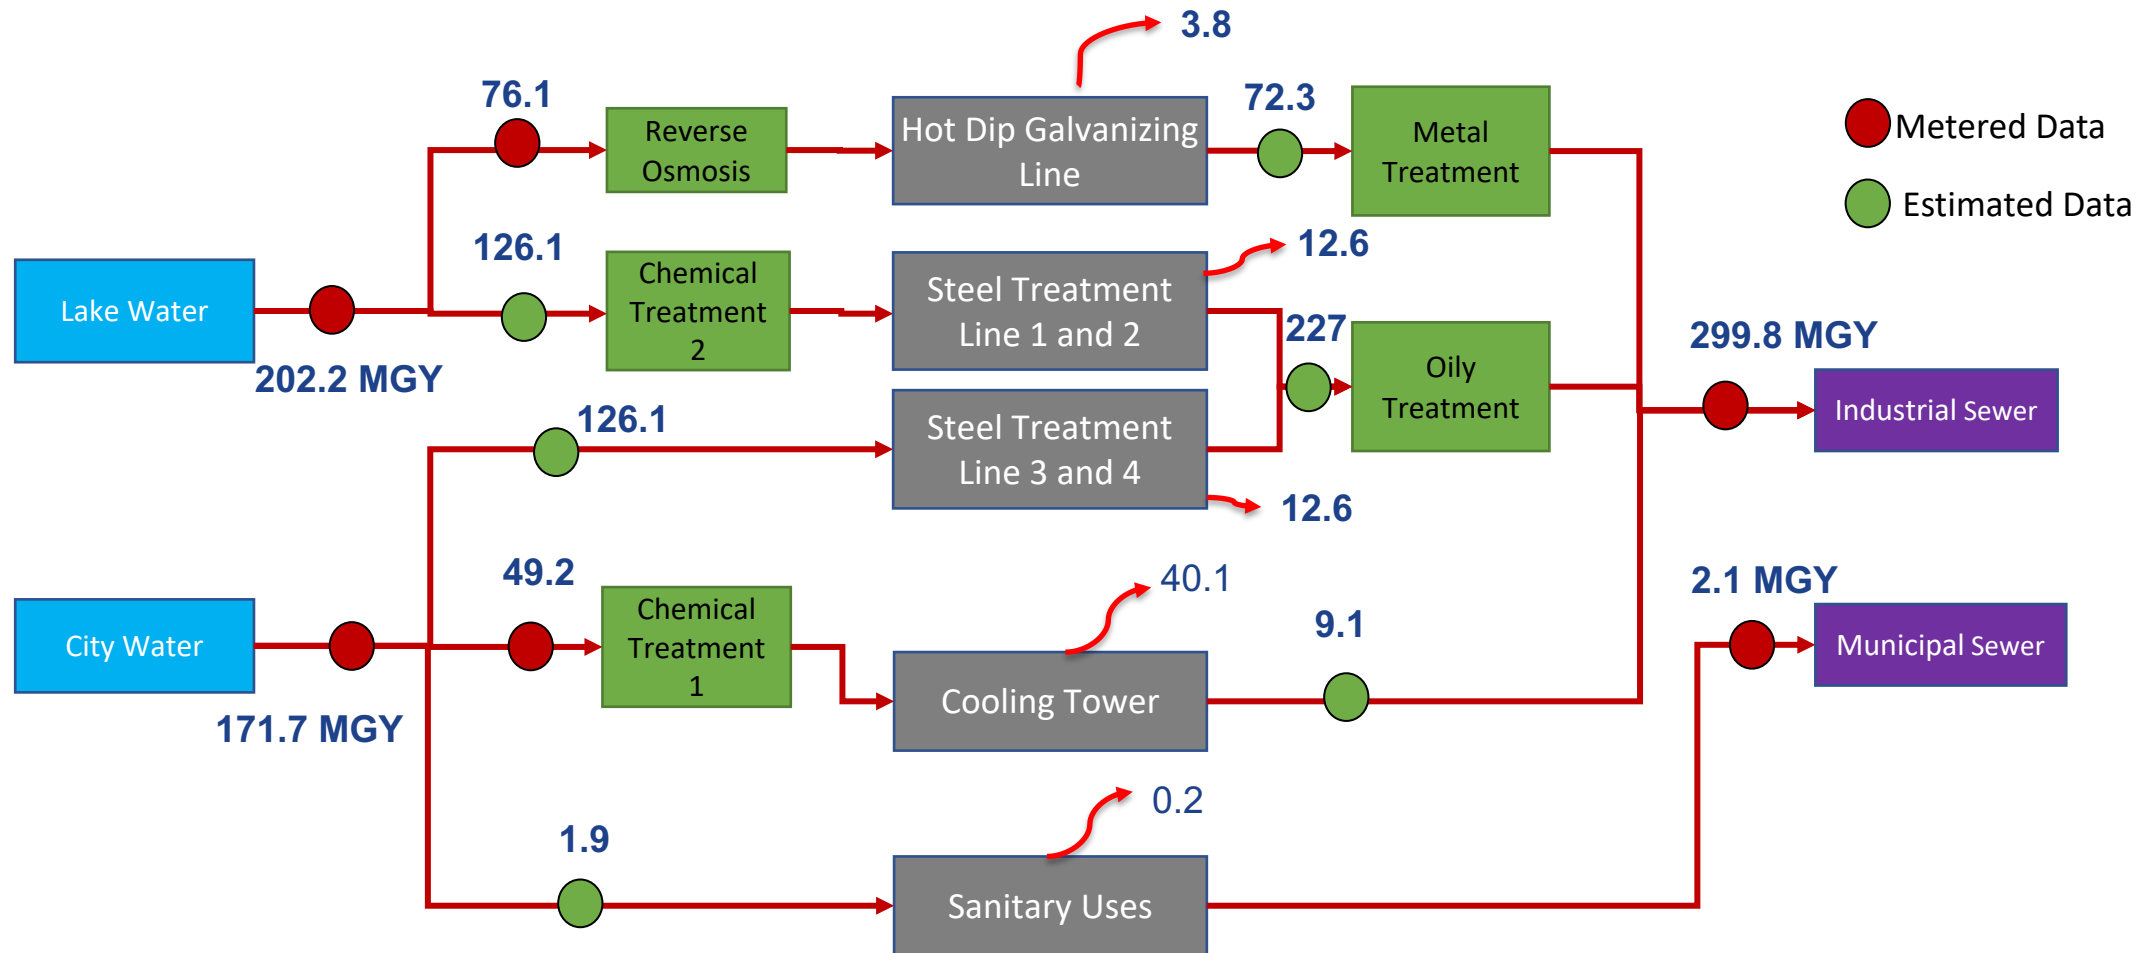 3.8
76.1
72.3
Reverse
Osmosis
Hot Dip Galvanizing
Line
Metal
Treatment
Metered Data
Estimated Data
126.1
12.6
Lake Water
202.2 MGY
Chemical
Treatment
2
Steel Treatment
Line 1 and 2
227
Oily
Treatment
299.8 MGY
Industrial Sewer
126.1
Steel Treatment
Line 3 and 4
12.6
49.2
40.1
2.1 MGY
City Water
171.7 MGY
Chemical
Treatment
1
Cooling Tower
9.1
Municipal Sewer
1.9
0.2
Sanitary Uses